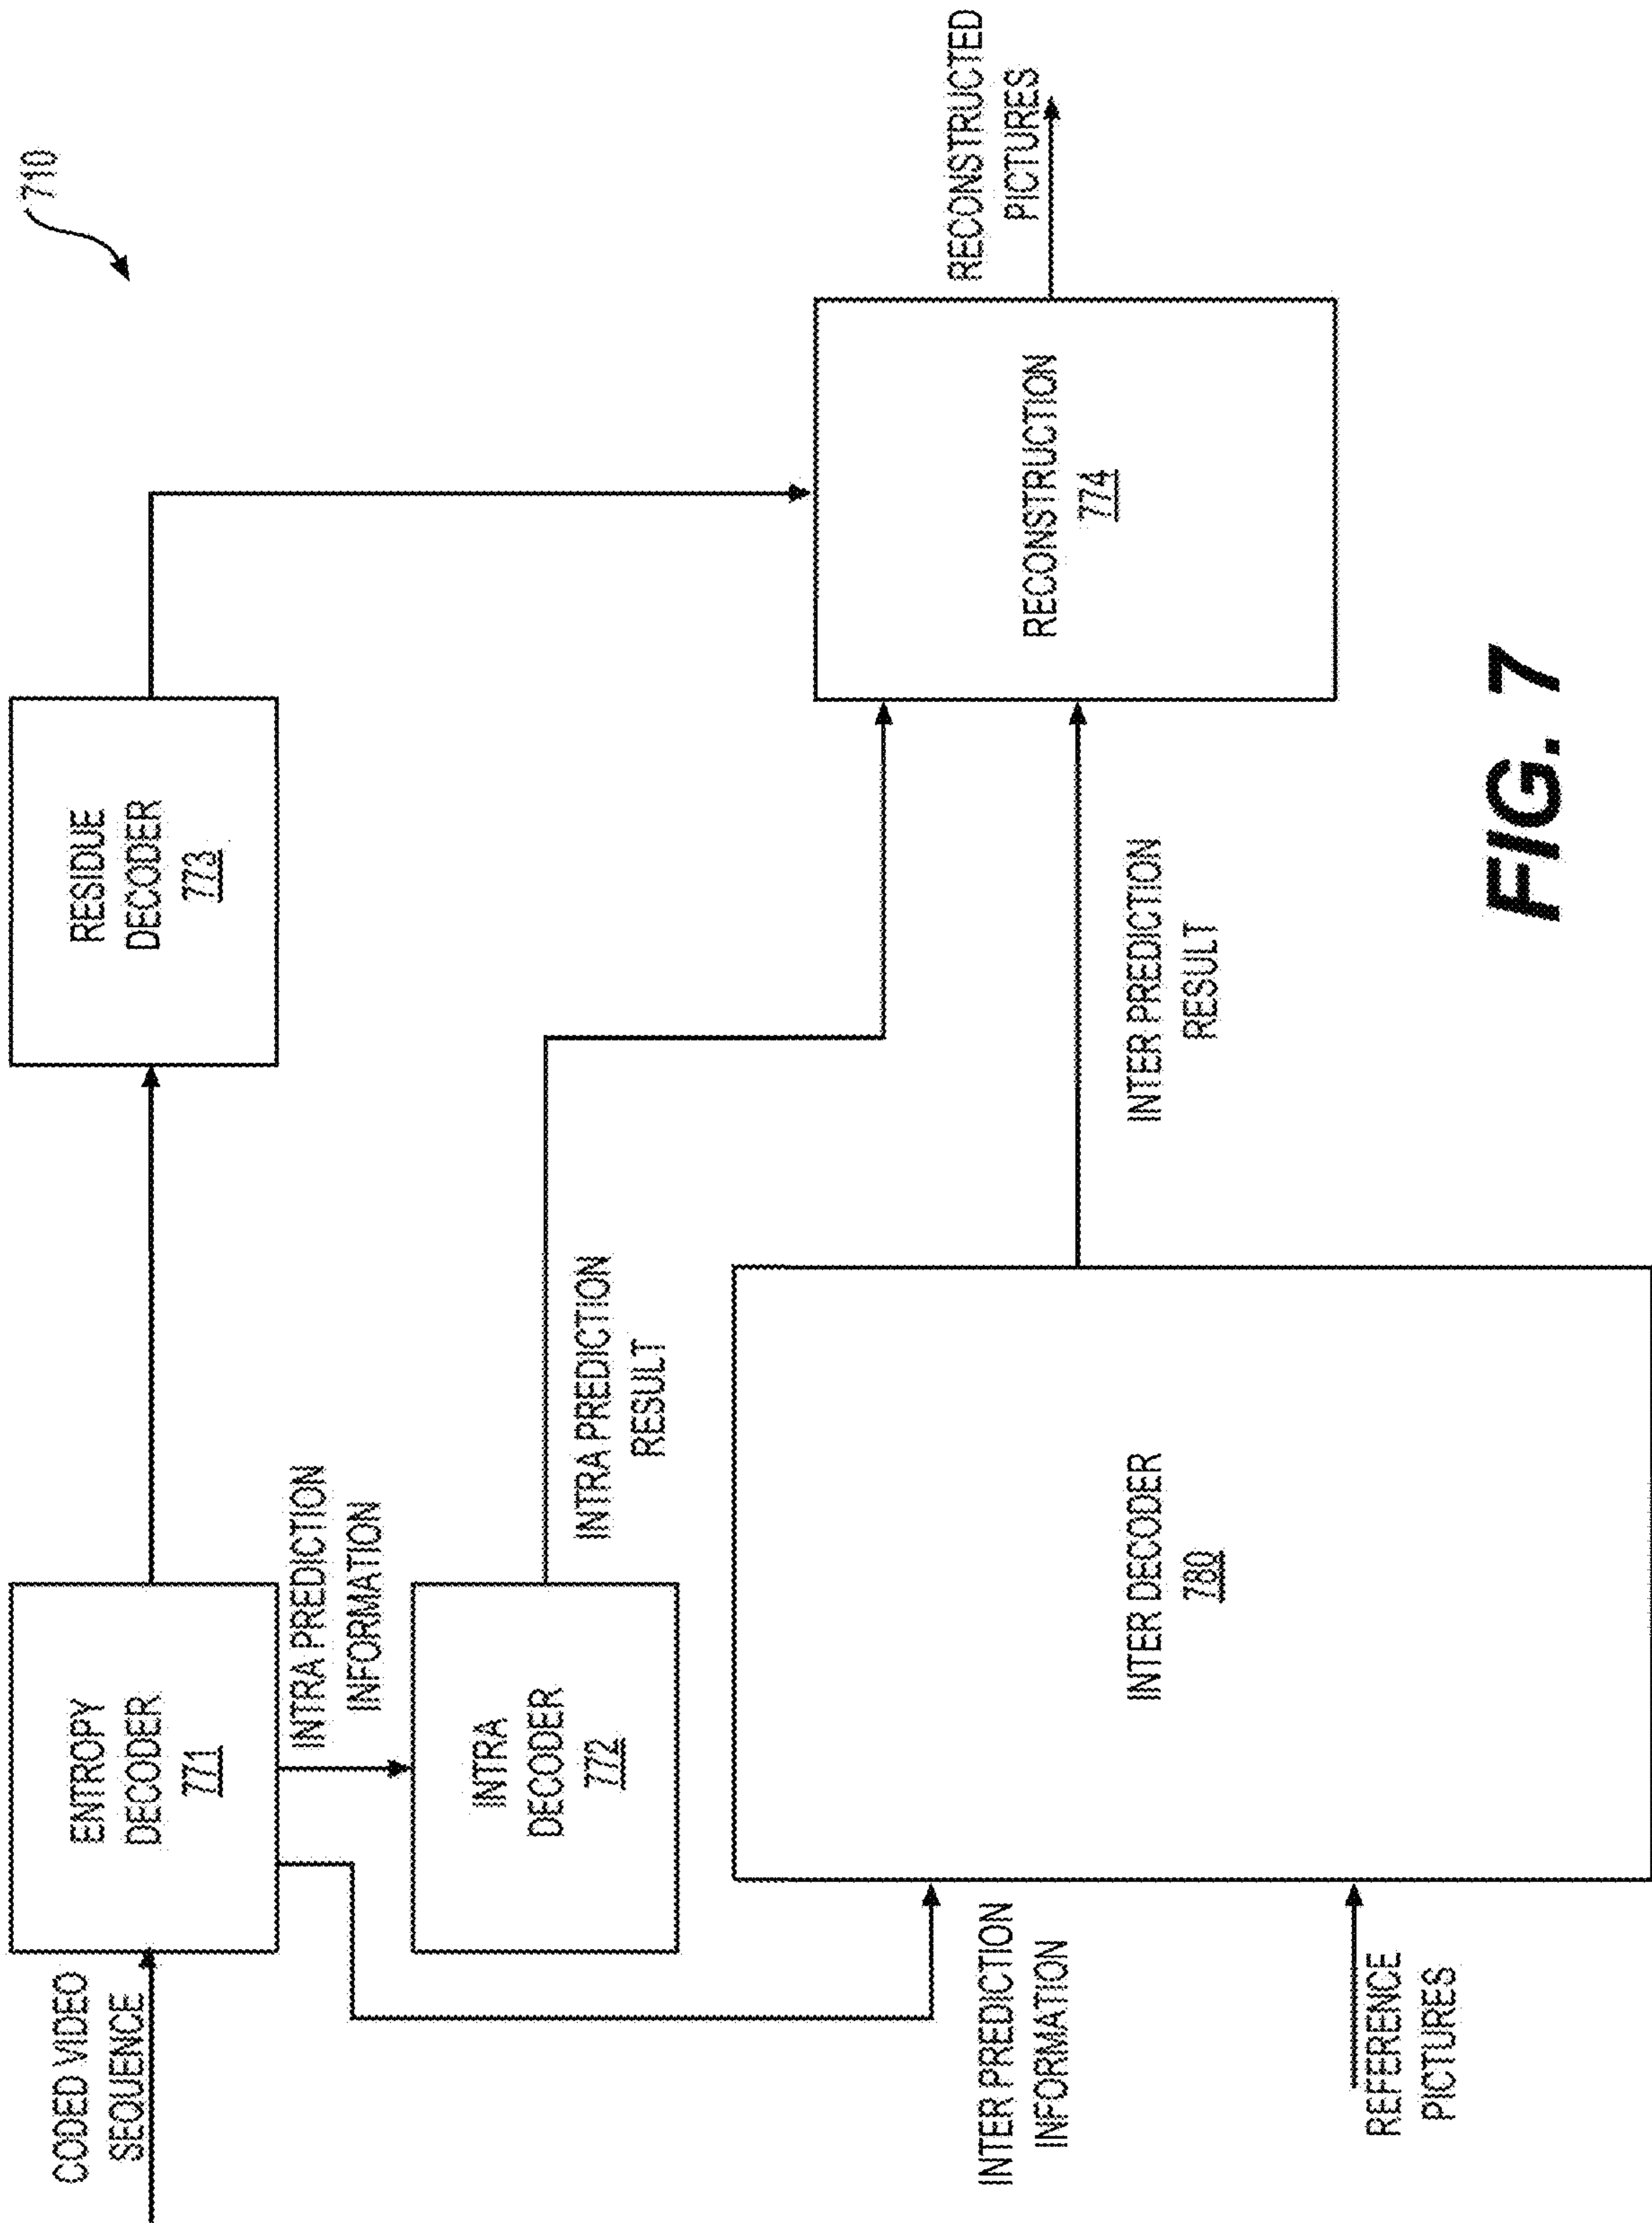 710
CODED VIDEO
SEQUENCE
ENTROPY
DECODER
771
RESIDUE
DECODER
773
INTRA PREDICTION
INFORMATION
INTRA
DECODER
772
INTRA PREDICTION
RESULT
INTER PREDICTION
INFORMATION
REFERENCE
PICTURES
INTER DECODER
780
INTER PREDICTION
RESULT
RECONSTRUCTION
774
RECONSTRUCTED
PICTURES
FIG. 7